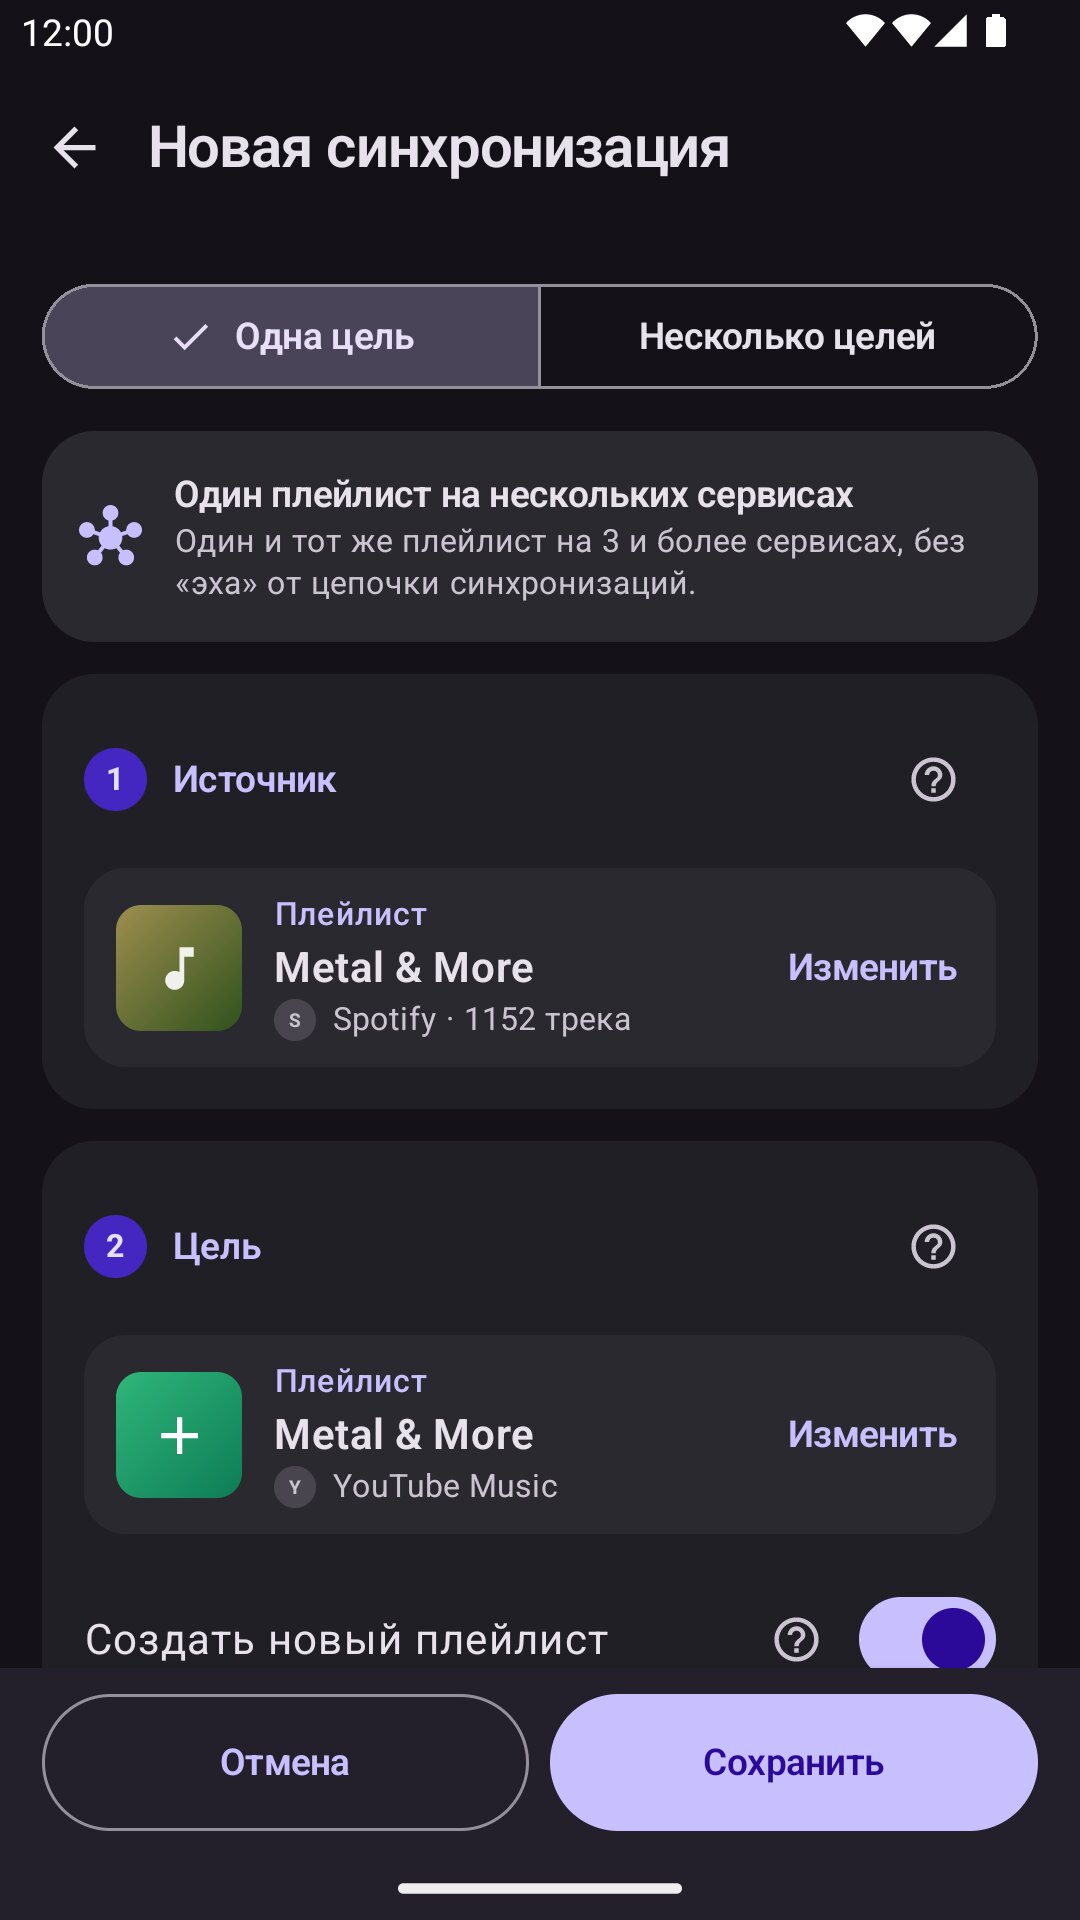 12:00
Новая синхронизация
Одна цель
Несколько целей
Один плейлист на нескольких сервисах
Один и тот же плейлист на 3 и более сервисах, без
«эха» от цепочки синхронизаций.
1 Источник
Плейлист
Metal & More
S Spotify · 1152 трека
Изменить
2 Цель
Плейлист
Metal & More
Y YouTube Music
Изменить
Создать новый плейлист
Отмена
Сохранить